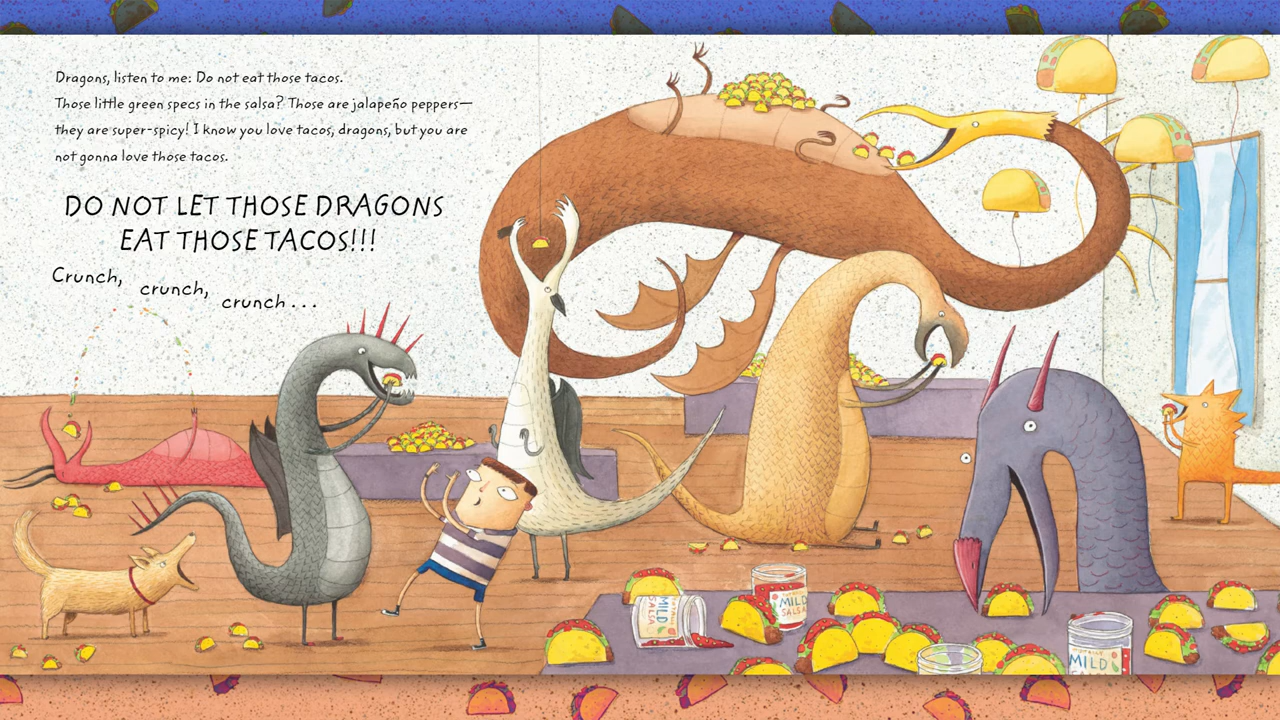 Dragons, listen to me: Do not eat those tacos.
Those little green specs in the salsa? Those are jalapeño peppers—
they are super-spicy! I know you love tacos, dragons, but you are
not gonna love those tacos.
DO NOT LET THOSE DRAGONS
EAT THOSE TACOS!!!
Crunch,
crunch,
crunch . . .
MILD
SALSA
MILD
SALSA
MILD